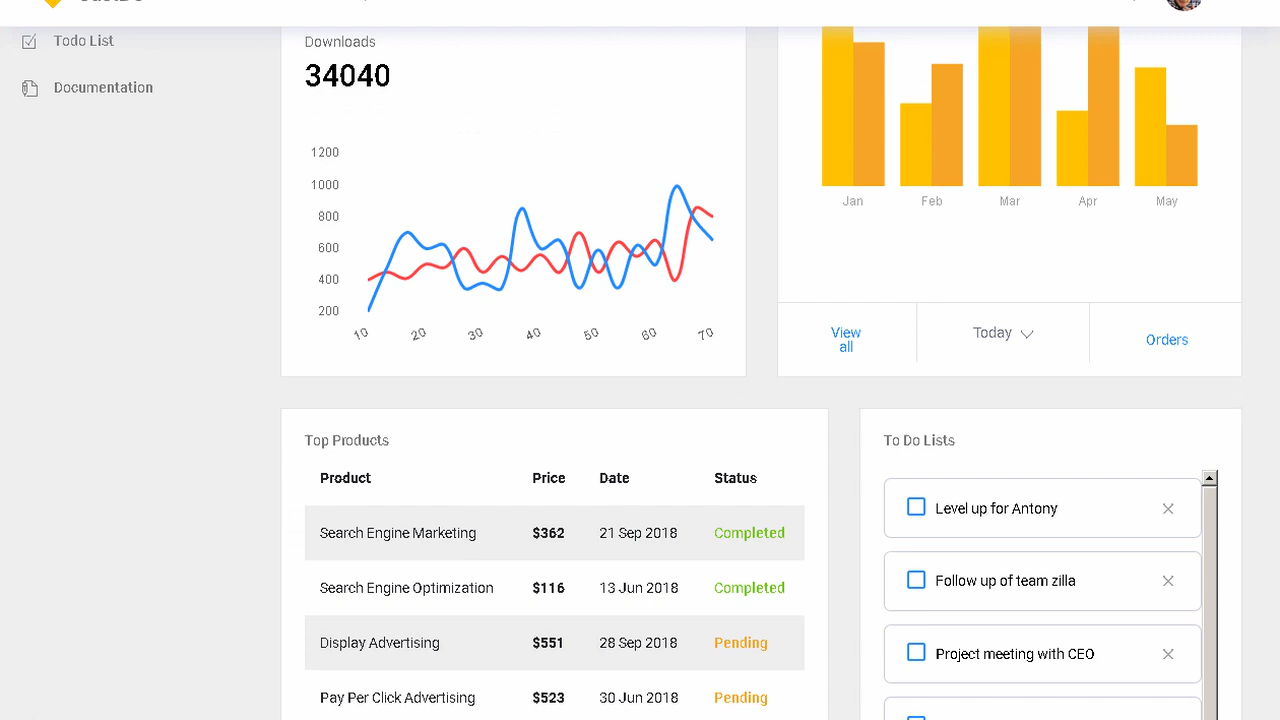 Todo List
Documentation
Downloads
34040
1200
1000
800
600
400
200
10 20 30 40 50 60 70
Jan Feb Mar Apr May
View all
Today
Orders
Top Products
Product Price Date Status
Search Engine Marketing $362 21 Sep 2018 Completed
Search Engine Optimization $116 13 Jun 2018 Completed
Display Advertising $551 28 Sep 2018 Pending
Pay Per Click Advertising $523 30 Jun 2018 Pending
To Do Lists
Level up for Antony
Follow up of team zilla
Project meeting with CEO